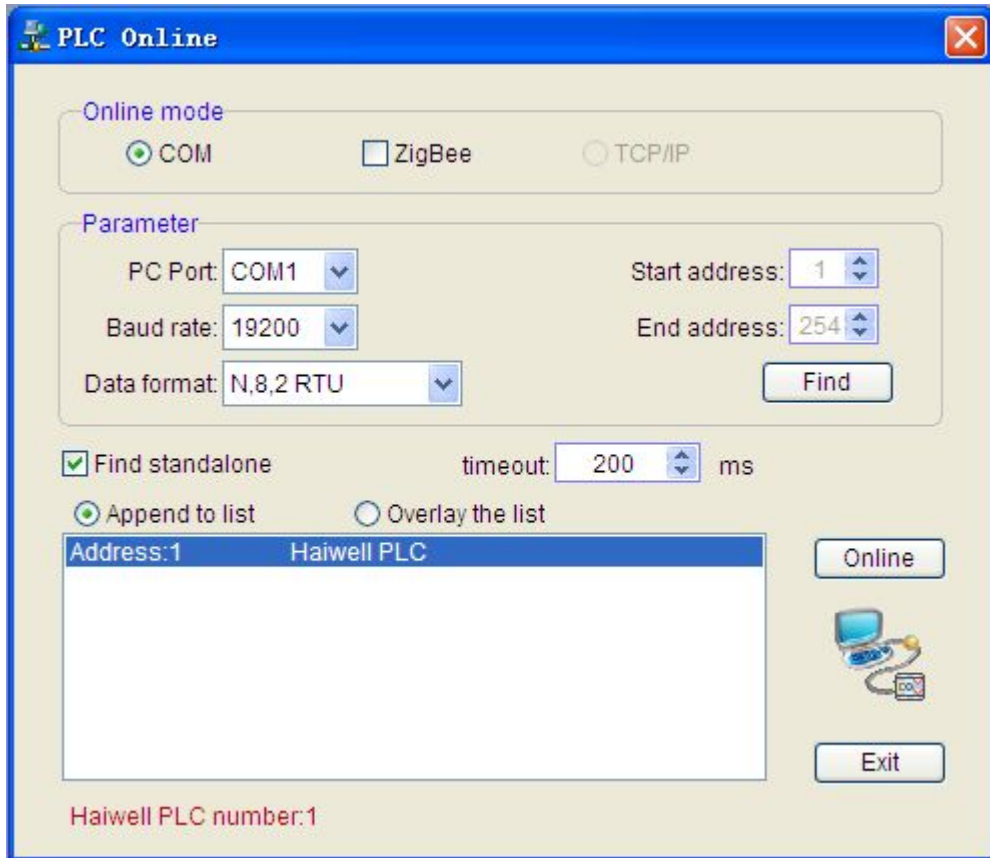 PLC Online
Online mode
COM ZigBee TCP/IP
Parameter
PC Port: COM1 Start address: 1
Baud rate: 19200 End address: 254
Data format: N,8,2 RTU Find
Find standalone timeout: 200 ms
Append to list Overlay the list
Address:1 Haiwell PLC
Online
Exit
Haiwell PLC number:1